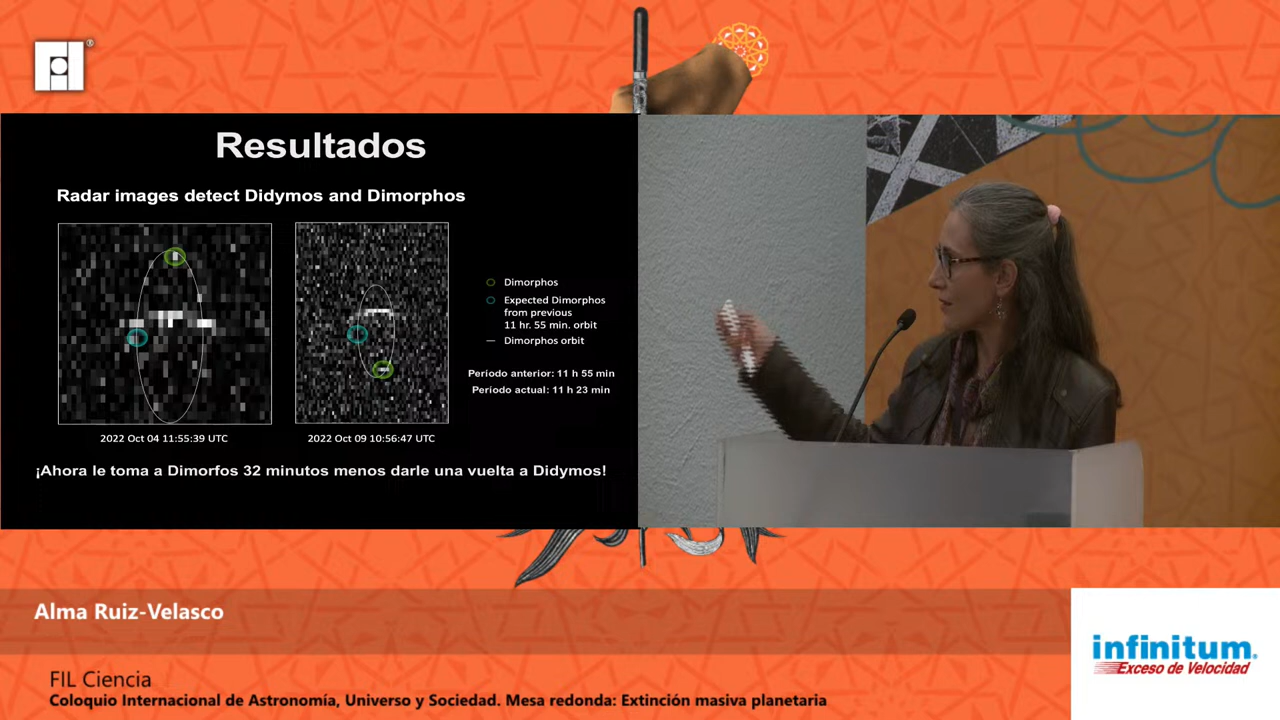 ®
Resultados
Radar images detect Didymos and Dimorphos
Dimorphos
Expected Dimorphos
from previous
11 hr. 55 min. orbit
Dimorphos orbit
Período anterior: 11 h 55 min
Período actual: 11 h 23 min
2022 Oct 04 11:55:39 UTC
2022 Oct 09 10:56:47 UTC
¡Ahora le toma a Dimorfos 32 minutos menos darle una vuelta a Didymos!
Alma Ruiz-Velasco
FIL Ciencia
Coloquio Internacional de Astronomía, Universo y Sociedad. Mesa redonda: Extinción masiva planetaria
infinitum.
Exceso de Velocidad